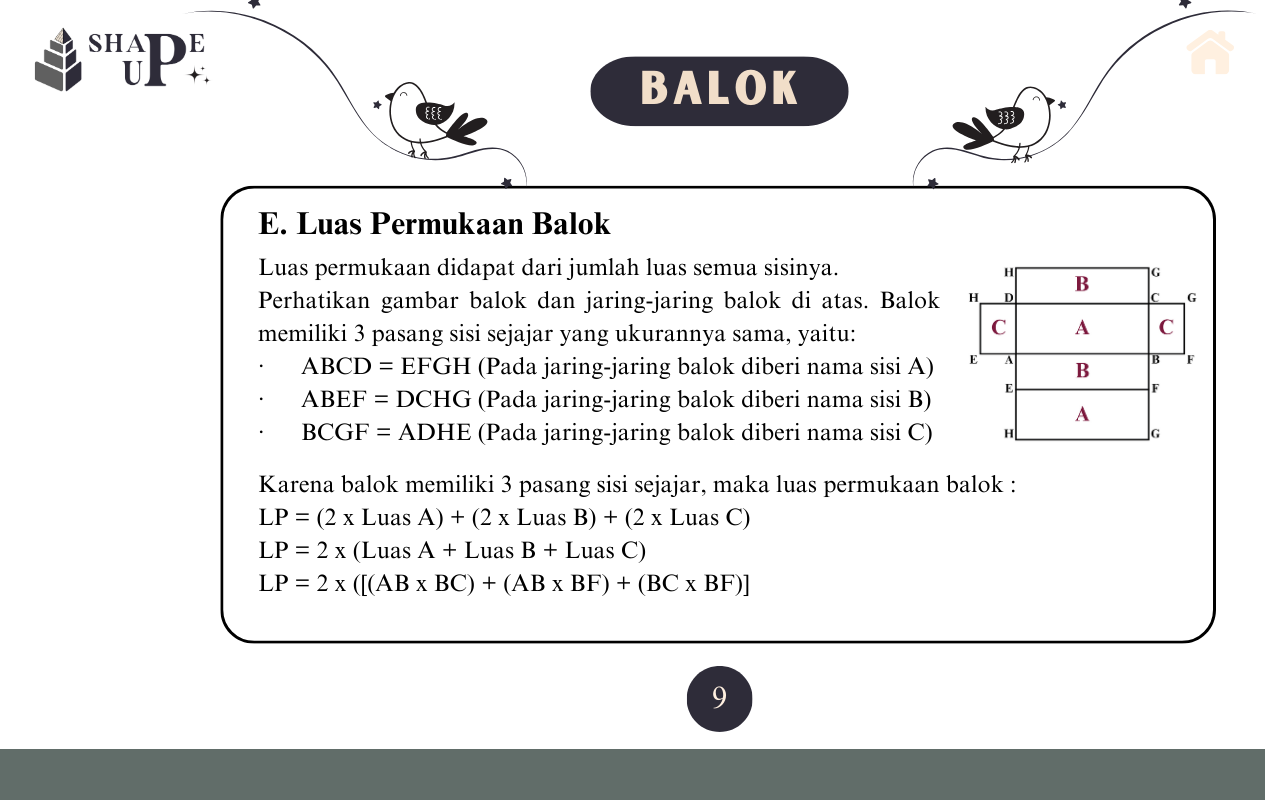 SHAPE
UP
BALOK
E. Luas Permukaan Balok
Luas permukaan didapat dari jumlah luas semua sisinya.
Perhatikan gambar balok dan jaring-jaring balok di atas. Balok
memiliki 3 pasang sisi sejajar yang ukurannya sama, yaitu:
· ABCD = EFGH (Pada jaring-jaring balok diberi nama sisi A)
· ABEF = DCHG (Pada jaring-jaring balok diberi nama sisi B)
· BCGF = ADHE (Pada jaring-jaring balok diberi nama sisi C)
H G
B
H D C G
C A C
E A B F
B
E F
A
H G
Karena balok memiliki 3 pasang sisi sejajar, maka luas permukaan balok :
LP = (2 x Luas A) + (2 x Luas B) + (2 x Luas C)
LP = 2 x (Luas A + Luas B + Luas C)
LP = 2 x ([(AB x BC) + (AB x BF) + (BC x BF)]
9